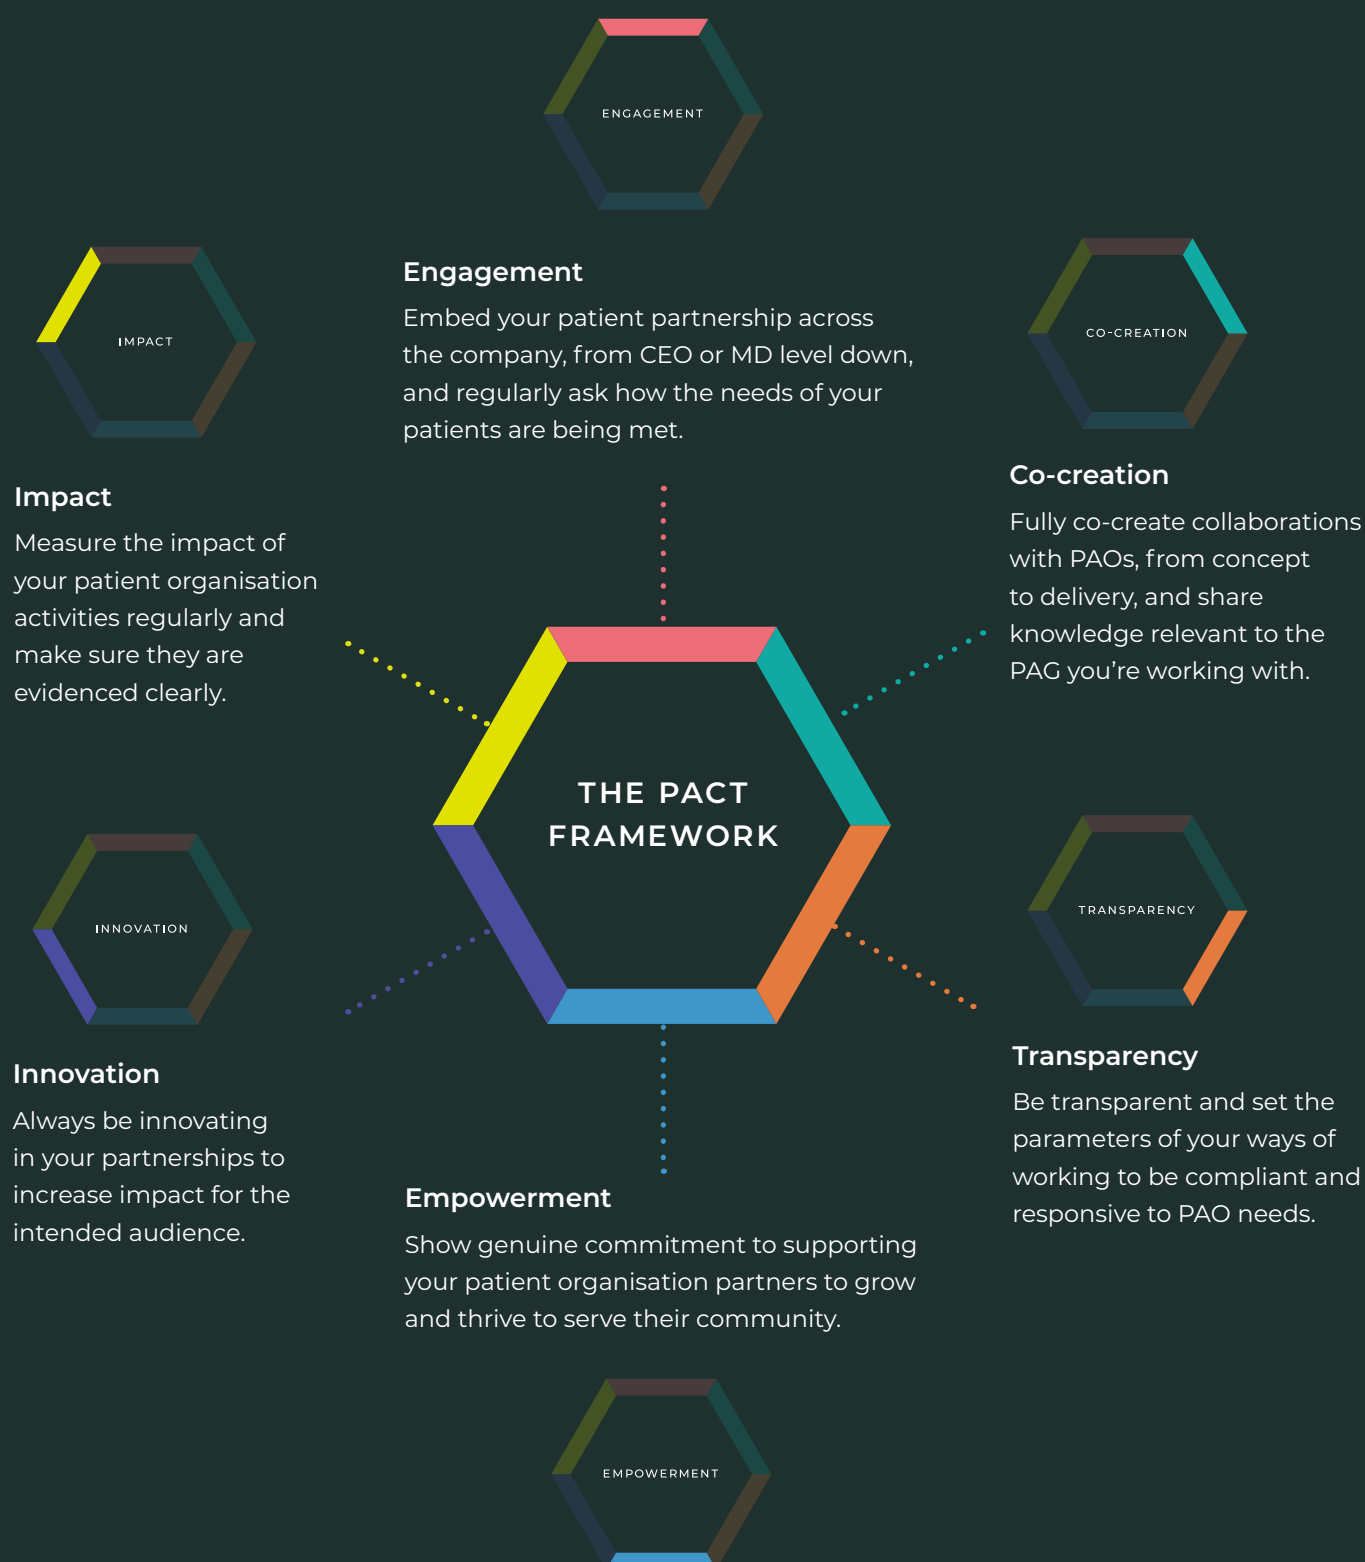 ENGAGEMENT
Engagement
Embed your patient partnership across
the company, from CEO or MD level down,
and regularly ask how the needs of your
patients are being met.
IMPACT
Impact
Measure the impact of
your patient organisation
activities regularly and
make sure they are
evidenced clearly.
CO-CREATION
Co-creation
Fully co-create collaborations
with PAOs, from concept
to delivery, and share
knowledge relevant to the
PAG you’re working with.
THE PACT
FRAMEWORK
INNOVATION
Innovation
Always be innovating
in your partnerships to
increase impact for the
intended audience.
TRANSPARENCY
Transparency
Be transparent and set the
parameters of your ways of
working to be compliant and
responsive to PAO needs.
Empowerment
Show genuine commitment to supporting
your patient organisation partners to grow
and thrive to serve their community.
EMPOWERMENT